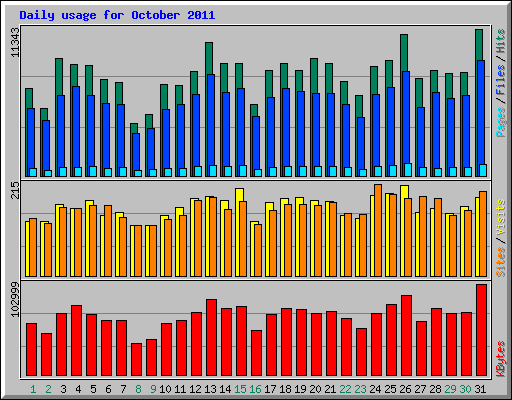 Daily usage for October 2011
11343
Pages / Files / Hits
215
Sites / Visits
102999
KBytes
1 2 3 4 5 6 7 8 9 10 11 12 13 14 15 16 17 18 19 20 21 22 23 24 25 26 27 28 29 30 31